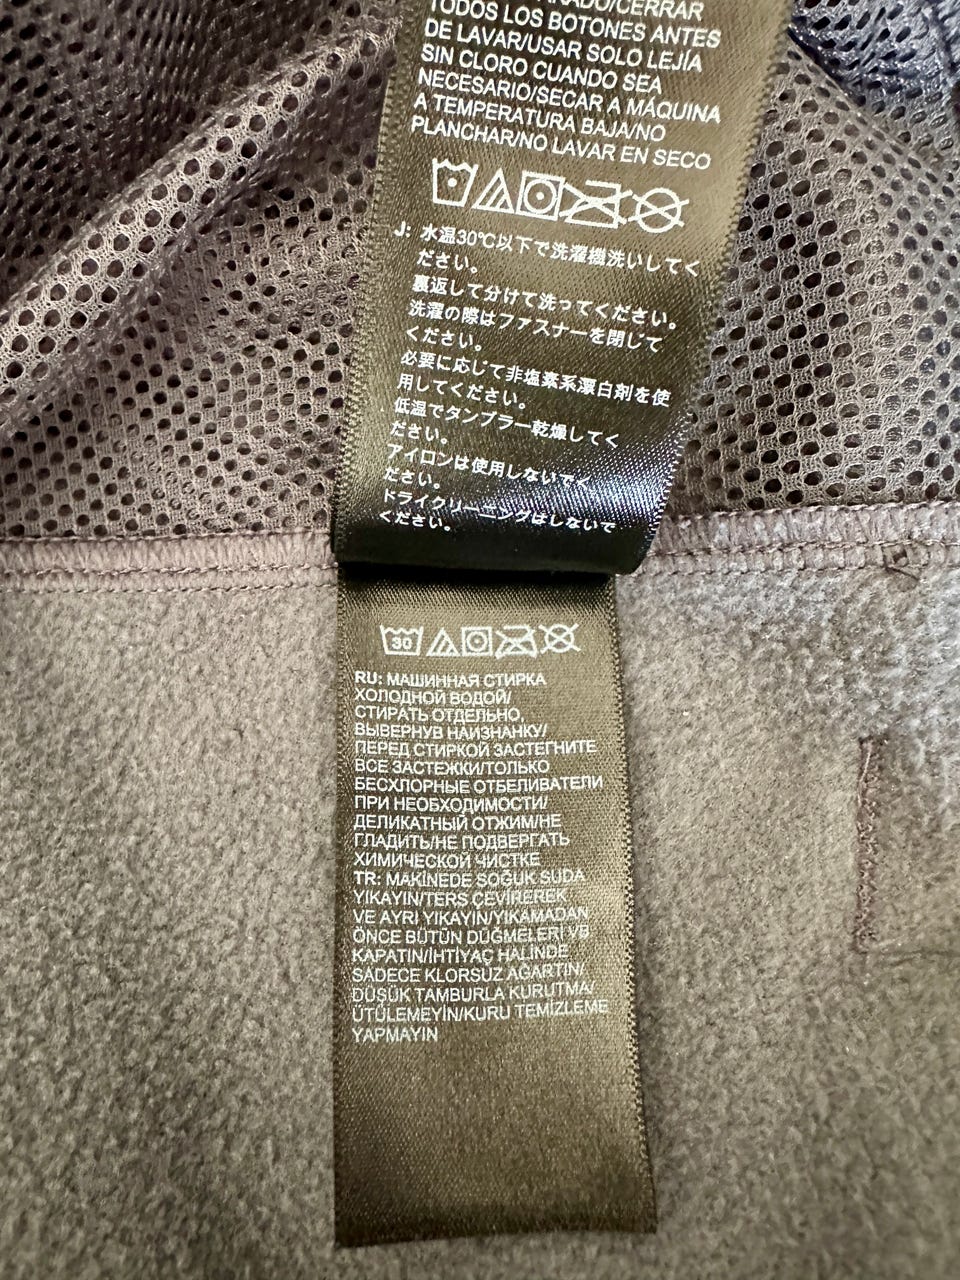 TODOS LOS BOTONES ANTES
DE LAVAR/USAR SOLO LEJÍA
SIN CLORO CUANDO SEA
NECESARIO/SECAR A MÁQUINA
A TEMPERATURA BAJA/NO
PLANCHAR/NO LAVAR EN SECO
J: 水温30℃以下で洗濯機洗いしてく
ださい。
裏返して分けて洗ってください。
洗濯の際はファスナーを閉じて
ください。
必要に応じて非塩素系漂白剤を使
用してください。
低温でタンブラー乾燥してく
ださい。
アイロンは使用しないでく
ださい。
ドライクリーニングはしないで
ください。
30
RU: МАШИННАЯ СТИРКА
ХОЛОДНОЙ ВОДОЙ/
СТИРАТЬ ОТДЕЛЬНО,
ВЫВЕРНУВ НАИЗНАНКУ/
ПЕРЕД СТИРКОЙ ЗАСТЕГНИТЕ
ВСЕ ЗАСТЕЖКИ/ТОЛЬКО
БЕСХЛОРНЫЕ ОТБЕЛИВАТЕЛИ
ПРИ НЕОБХОДИМОСТИ/
ДЕЛИКАТНЫЙ ОТЖИМ/НЕ
ГЛАДИТЬ/НЕ ПОДВЕРГАТЬ
ХИМИЧЕСКОЙ ЧИСТКЕ
TR: MAKİNEDE SOĞUK SUDA
YIKAYIN/TERS ÇEVİREREK
VE AYRI YIKAYIN/YIKAMADAN
ÖNCE BÜTÜN DÜĞMELERİ VE
KAPATIN/İHTİYAÇ HALİNDE
SADECE KLORSUZ AĞARTIN/
DÜŞÜK TAMBURLA KURUTMA/
ÜTÜLEMEYİN/KURU TEMİZLEME
YAPMAYIN